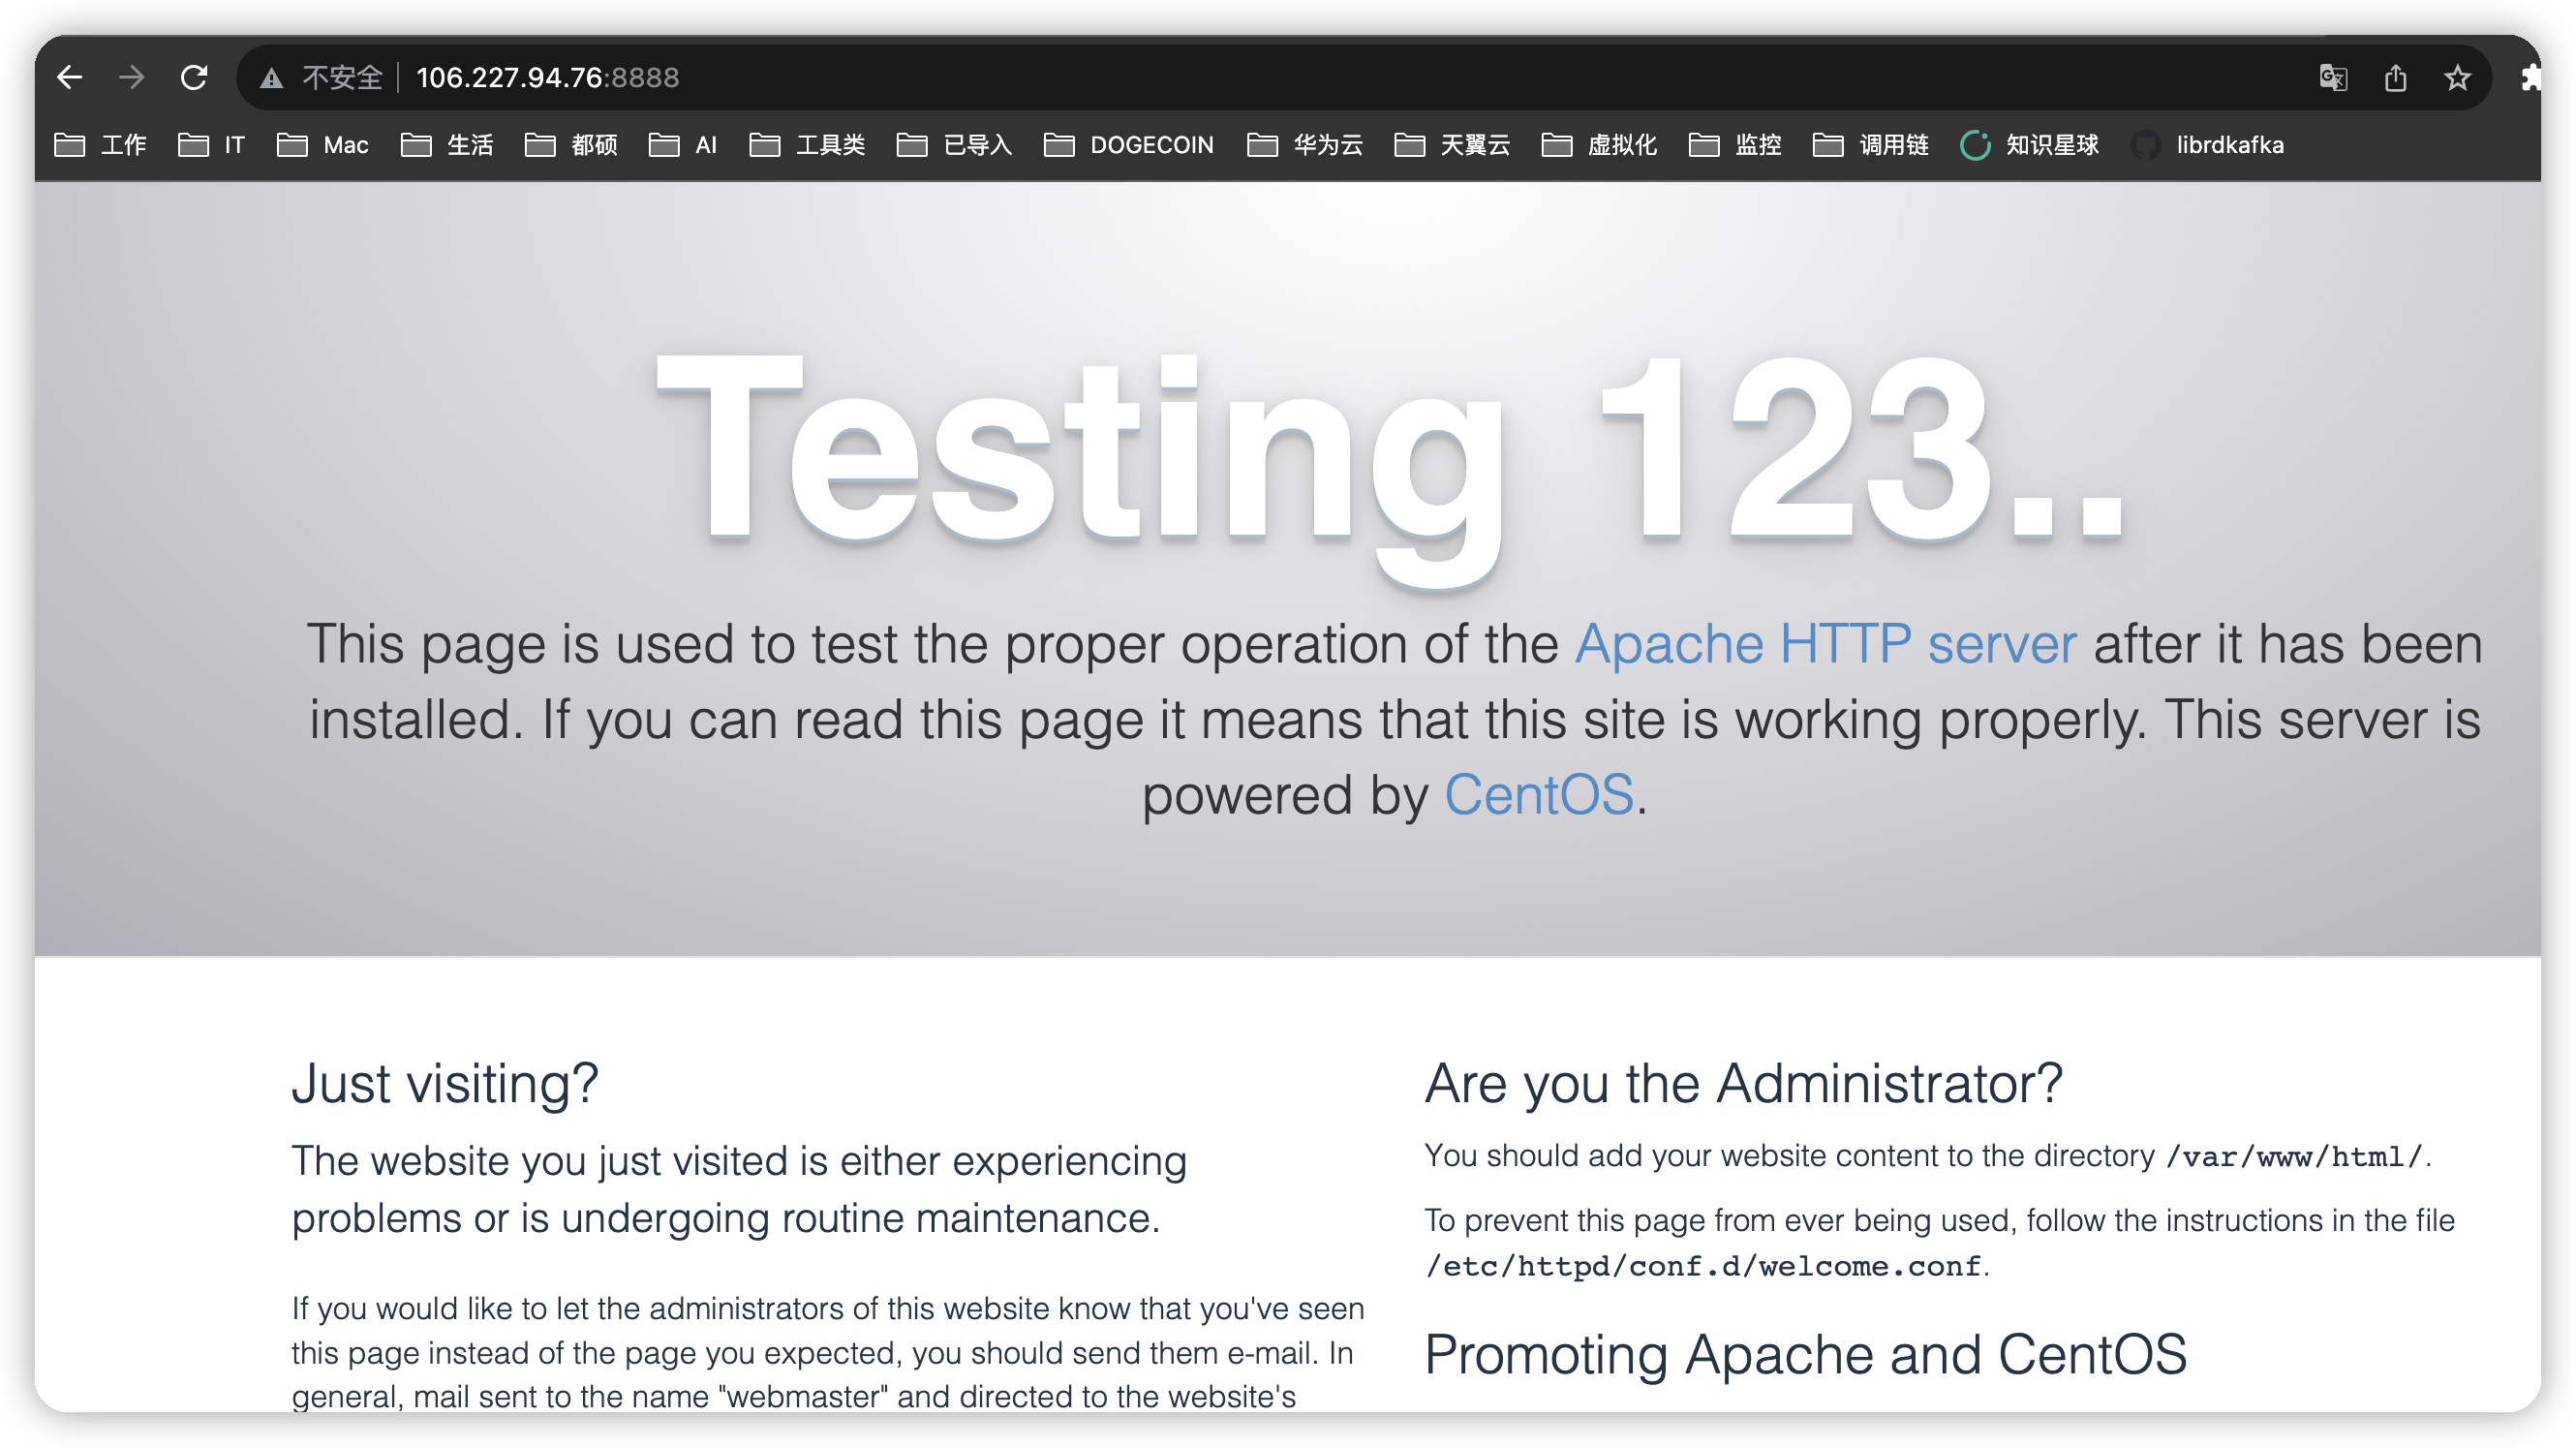 不安全 106.227.94.76:8888
工作 IT Mac 生活 都硕 AI 工具类 已导入 DOGECOIN 华为云 天翼云 虚拟化 监控 调用链 知识星球 librdkafka
Testing 123..
This page is used to test the proper operation of the Apache HTTP server after it has been
installed. If you can read this page it means that this site is working properly. This server is
powered by CentOS.
Just visiting?
The website you just visited is either experiencing
problems or is undergoing routine maintenance.
If you would like to let the administrators of this website know that you've seen
this page instead of the page you expected, you should send them e-mail. In
general, mail sent to the name "webmaster" and directed to the website's
Are you the Administrator?
You should add your website content to the directory /var/www/html/.
To prevent this page from ever being used, follow the instructions in the file
/etc/httpd/conf.d/welcome.conf.
Promoting Apache and CentOS